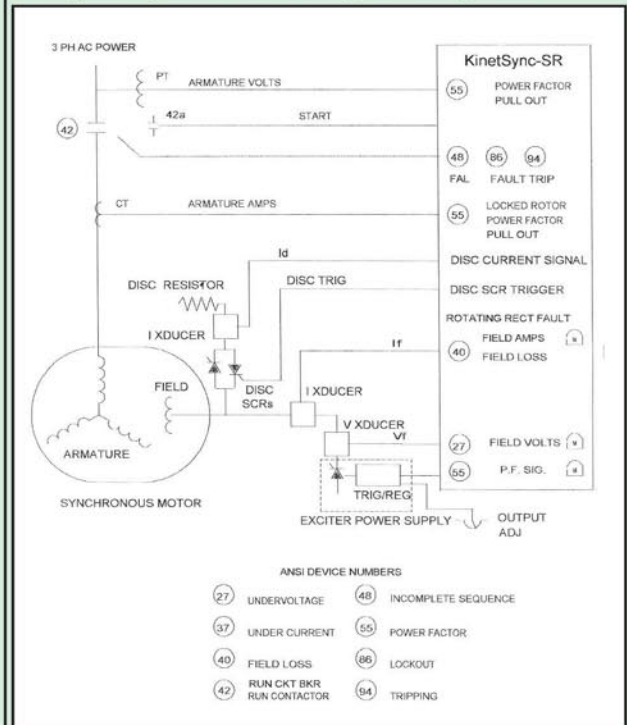 3 PH AC POWER
KinetSync-SR
PT
ARMATURE VOLTS
55
POWER FACTOR
PULL OUT
42
42a
START
48 86 94
FAL FAULT TRIP
CT
ARMATURE AMPS
55
LOCKED ROTOR
POWER FACTOR
PULL OUT
Id
DISC CURRENT SIGNAL
DISC RESISTOR
DISC TRIG
DISC SCR TRIGGER
I XDUCER
ROTATING RECT FAULT
If
40
FIELD AMPS
FIELD LOSS
FIELD
DISC
SCRs
I XDUCER
V XDUCER
Vf
27
FIELD VOLTS
ARMATURE
55
P.F. SIG.
TRIG/REG
SYNCHRONOUS MOTOR
EXCITER POWER SUPPLY
OUTPUT
ADJ
ANSI DEVICE NUMBERS
27 UNDERVOLTAGE
48 INCOMPLETE SEQUENCE
37 UNDER CURRENT
55 POWER FACTOR
40 FIELD LOSS
86 LOCKOUT
42 RUN CKT BKR
RUN CONTACTOR
94 TRIPPING